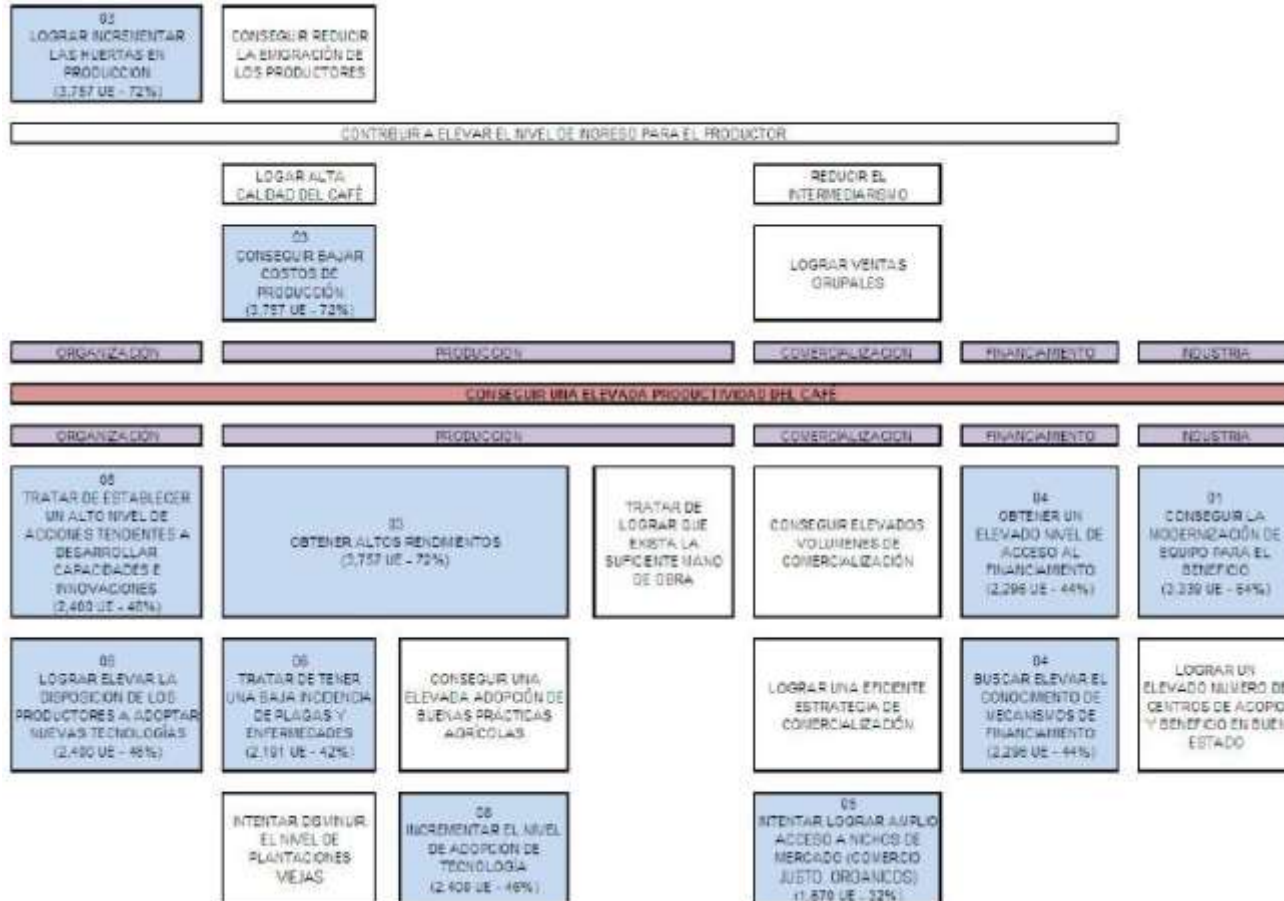 03
LOGRAR INCREMENTAR
LAS HUERTAS EN
PRODUCCION
(3,757 UE - 72%)
CONSEGUIR REDUCIR
LA EMIGRACIÓN DE
LOS PRODUCTORES
CONTRIBUIR A ELEVAR EL NIVEL DE INGRESO PARA EL PRODUCTOR
LOGAR ALTA
CALIDAD DEL CAFÉ
REDUCIR EL
INTERMEDIARISMO
03
CONSEGUIR BAJAR
COSTOS DE
PRODUCCIÓN
(3,757 UE - 72%)
LOGRAR VENTAS
GRUPALES
ORGANIZACIÓN
PRODUCCION
COMERCIALIZACION
FINANCIAMIENTO
INDUSTRIA
CONSEGUIR UNA ELEVADA PRODUCTIVIDAD DEL CAFÉ
ORGANIZACIÓN
PRODUCCION
COMERCIALIZACION
FINANCIAMIENTO
INDUSTRIA
TRATAR DE ESTABLECER
UN ALTO NIVEL DE
ACCIONES TENDENTES A
DESARROLLAR
CAPACIDADES E
INNOVACIONES
03
OBTENER ALTOS RENDIMIENTOS
(3,757 UE - 72%)
TRATAR DE
LOGRAR QUE
EXISTA LA
SUFICIENTE MANO
DE OBRA
CONSEGUIR ELEVADOS
VOLUMENES DE
COMERCIALIZACIÓN
04
OBTENER UN
ELEVADO NIVEL DE
ACCESO AL
FINANCIAMIENTO
(2,296 UE - 44%)
01
CONSEGUIR LA
MODERNIZACIÓN DE
EQUIPO PARA EL
BENEFICIO
(3,339 UE - 64%)
LOGRAR ELEVAR LA
DISPOSICION DE LOS
PRODUCTORES A ADOPTAR
NUEVAS TECNOLOGÍAS
TRATAR DE TENER
UNA BAJA INCIDENCIA
DE PLAGAS Y
ENFERMEDADES
(2,191 UE - 42%)
CONSEGUIR UNA
ELEVADA ADOPCIÓN DE
BUENAS PRÁCTICAS
AGRÍCOLAS
LOGRAR UNA EFICIENTE
ESTRATEGIA DE
COMERCIALIZACIÓN
04
BUSCAR ELEVAR EL
CONOCIMIENTO DE
MECANISMOS DE
FINANCIAMIENTO
(2,296 UE - 44%)
LOGRAR UN
ELEVADO NUMERO DE
CENTROS DE ACOPIO
Y BENEFICIO EN BUEN
ESTADO
INTENTAR DISMINUIR
EL NIVEL DE
PLANTACIONES
VIEJAS
INCREMENTAR EL NIVEL
DE ADOPCIÓN DE
TECNOLOGÍA
INTENTAR LOGRAR AMPLIO
ACCESO A NICHOS DE
MERCADO (COMERCIO
JUSTO, ORGANICOS)
(1,670 UE - 32%)